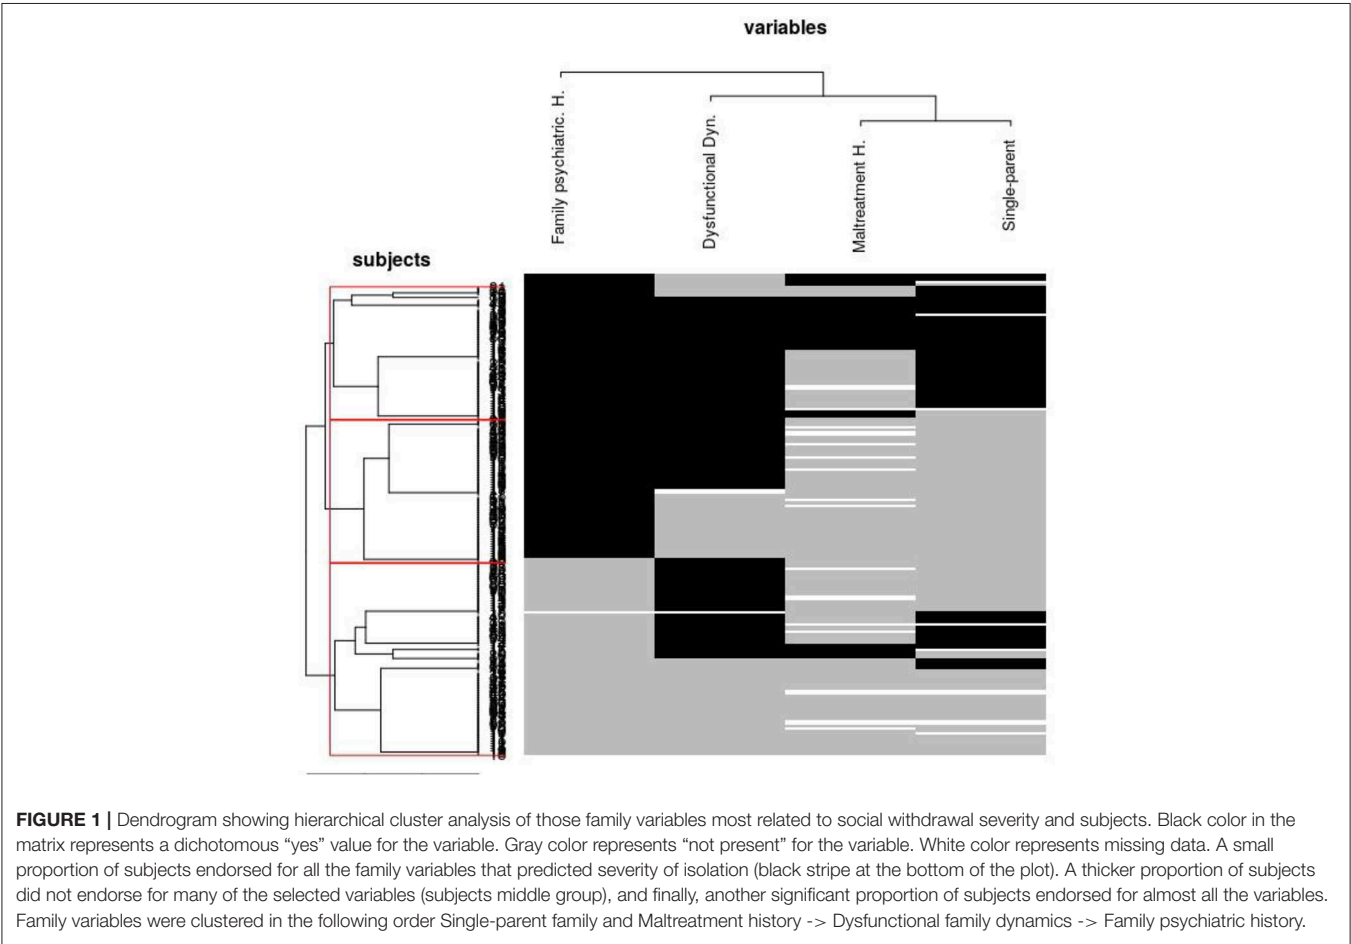 variables
Family psychiatric. H.
Dysfunctional Dyn.
Maltreatment H.
Single-parent
subjects
FIGURE 1 | Dendrogram showing hierarchical cluster analysis of those family variables most related to social withdrawal severity and subjects. Black color in the
matrix represents a dichotomous “yes” value for the variable. Gray color represents “not present” for the variable. White color represents missing data. A small
proportion of subjects endorsed for all the family variables that predicted severity of isolation (black stripe at the bottom of the plot). A thicker proportion of subjects
did not endorse for many of the selected variables (subjects middle group), and finally, another significant proportion of subjects endorsed for almost all the variables.
Family variables were clustered in the following order Single-parent family and Maltreatment history -> Dysfunctional family dynamics -> Family psychiatric history.